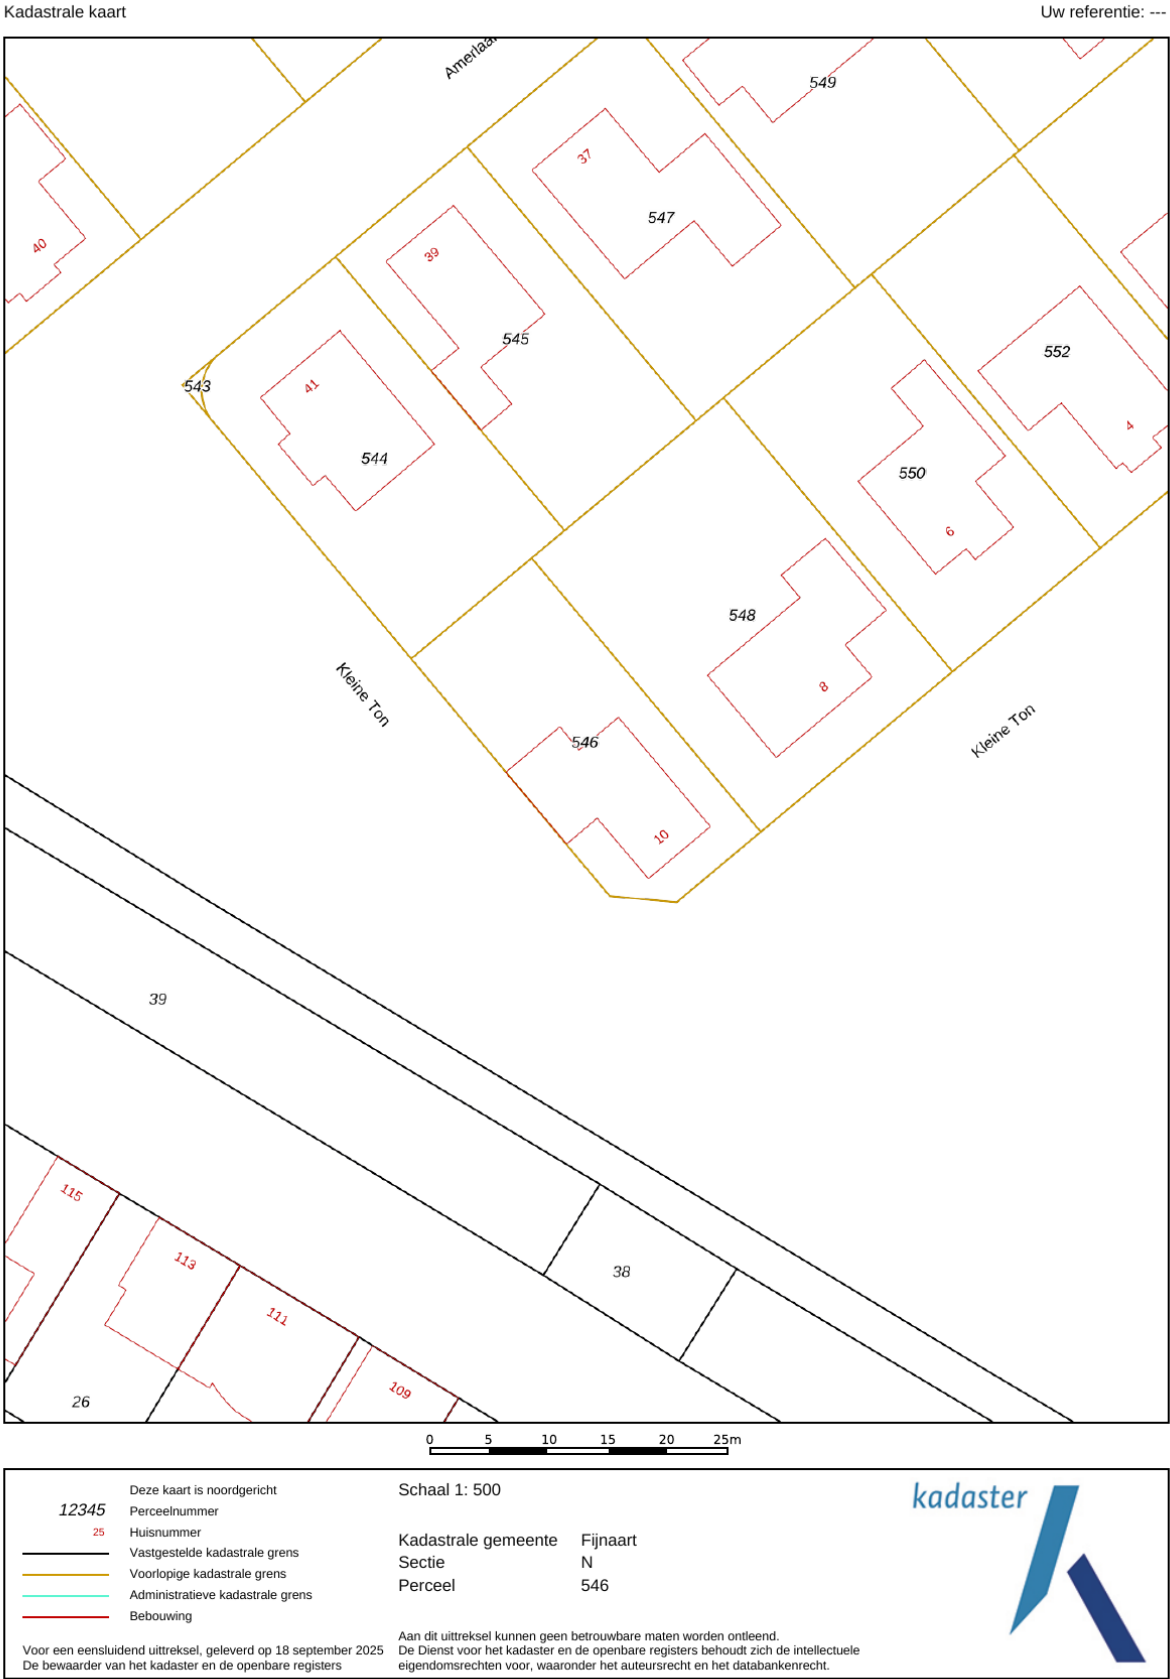 Kadastrale kaart
Uw referentie: ---
Amerlaan
549
37
547
40
39
545
552
543
41
544
4
550
6
548
8
Kleine Ton
546
Kleine Ton
10
39
115
113
38
111
109
26
0 5 10 15 20 25m
Deze kaart is noordgericht
12345 Perceelnummer
25 Huisnummer
Vastgestelde kadastrale grens
Voorlopige kadastrale grens
Administratieve kadastrale grens
Bebouwing
Voor een eensluidend uittreksel, geleverd op 18 september 2025
De bewaarder van het kadaster en de openbare registers
Schaal 1: 500
Kadastrale gemeente Fijnaart
Sectie N
Perceel 546
Aan dit uittreksel kunnen geen betrouwbare maten worden ontleend.
De Dienst voor het kadaster en de openbare registers behoudt zich de intellectuele
eigendomsrechten voor, waaronder het auteursrecht en het databankenrecht.
kadaster